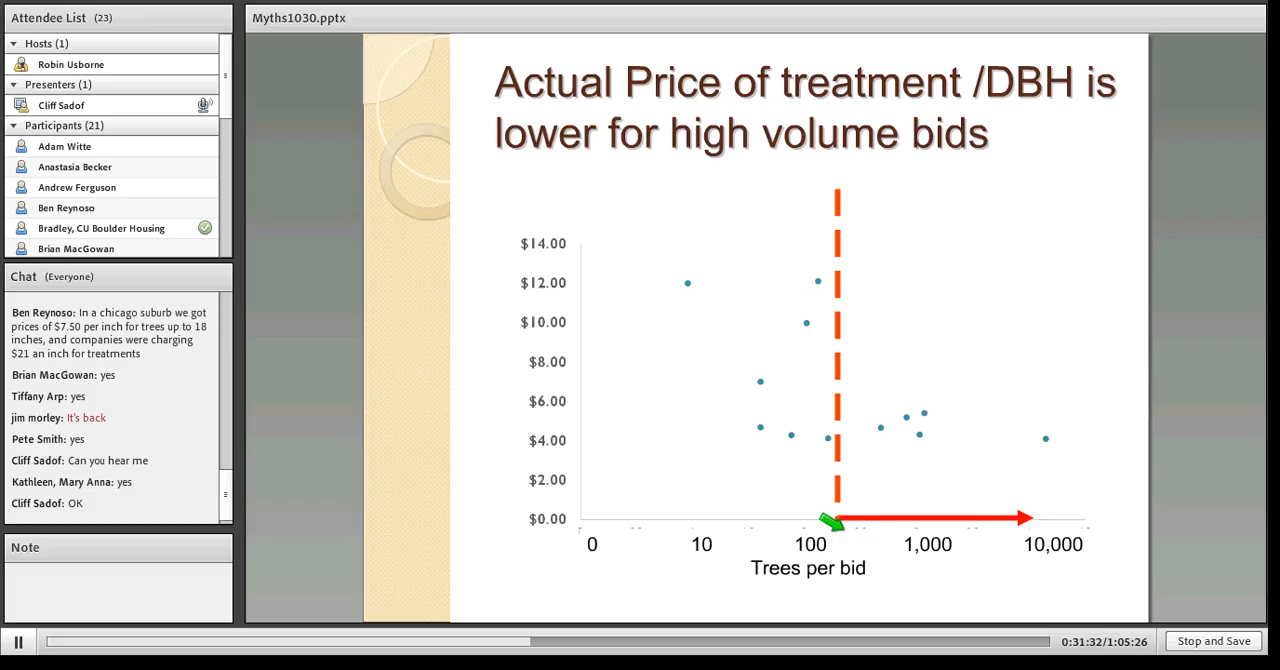 Attendee List (23)
Hosts (1)
Robin Usborne
Presenters (1)
Cliff Sadof
Participants (21)
Adam Witte
Anastasia Becker
Andrew Ferguson
Ben Reynoso
Bradley, CU Boulder Housing
Brian MacGowan
Chat (Everyone)
Ben Reynoso: In a chicago suburb we got
prices of $7.50 per inch for trees up to 18
inches, and companies were charging
$21 an inch for treatments
Brian MacGowan: yes
Tiffany Arp: yes
jim morley: It's back
Pete Smith: yes
Cliff Sadof: Can you hear me
Kathleen, Mary Anna: yes
Cliff Sadof: OK
Note
Myths1030.pptx
Actual Price of treatment /DBH is
lower for high volume bids
$14.00
$12.00
$10.00
$8.00
$6.00
$4.00
$2.00
$0.00
0 10 100 1,000 10,000
Trees per bid
0:31:32/1:05:26
Stop and Save